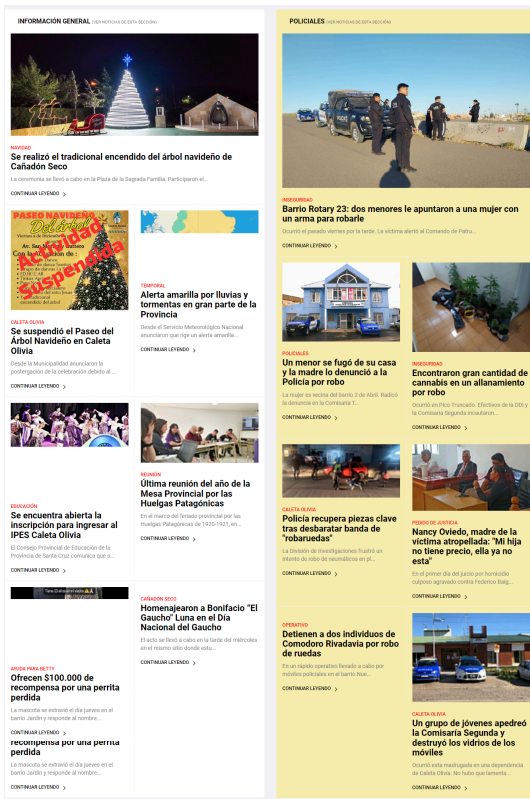 INFORMACIÓN GENERAL (VER NOTICIAS DE ESTA SECCIÓN)
NAVIDAD
Se realizó el tradicional encendido del árbol navideño de
Cañadón Seco
La ceremonia se llevó a cabo en la Plaza de la Sagrada Familia. Participaron el...
CONTINUAR LEYENDO >
PASEO NAVIDEÑO
Del árbol
Actividad
Suspendida
CALETA OLIVIA
Se suspendió el Paseo del
Árbol Navideño en Caleta
Olivia
Desde la Municipalidad anunciaron la
postergación de la celebración debido al ...
CONTINUAR LEYENDO >
TEMPORAL
Alerta amarilla por lluvias y
tormentas en gran parte de la
Provincia
Desde el Servicio Meteorológico Nacional
anunciaron que rige un alerta amarilla...
CONTINUAR LEYENDO >
EDUCACIÓN
Se encuentra abierta la
inscripción para ingresar al
IPES Caleta Olivia
El Consejo Provincial de Educación de la
Provincia de Santa Cruz comunica que s...
CONTINUAR LEYENDO >
REUNIÓN
Última reunión del año de la
Mesa Provincial por las
Huelgas Patagónicas
En el marco del feriado provincial por las
Huelgas Patagónicas de 1920-1921, en...
CONTINUAR LEYENDO >
AYUDA PARA BETTY
Ofrecen $100.000 de
recompensa por una perrita
perdida
La mascota se extravió el día jueves en el
barrio Jardín y responde al nombre...
CONTINUAR LEYENDO >
recompensa por una perrita
perdida
La mascota se extravió el día jueves en el
barrio Jardín y responde al nombre...
CONTINUAR LEYENDO >
CAÑADÓN SECO
Homenajearon a Bonifacio "El
Gaucho" Luna en el Día
Nacional del Gaucho
El act se llevó a cabo en la tarde del miércoles
en el mismo sitio donde estu...
CONTINUAR LEYENDO >
POLICIALES (VER NOTICIAS DE ESTA SECCIÓN)
INSEGURIDAD
Barrio Rotary 23: dos menores le apuntaron a una mujer con
un arma para robarle
Ocurrió el pasado viernes por la tarde. La víctima alertó al Comando de Patru...
CONTINUAR LEYENDO >
POLICIALES
Un menor se fugó de su casa
y la madre lo denunció a la
Policía por robo
La mujer es vecina del barrio 2 de Abril. Radicó
la denuncia en la Comisaría T...
CONTINUAR LEYENDO >
INSEGURIDAD
Encontraron gran cantidad de
cannabis en un allanamiento
por robo
Ocurrió en Pico Truncado. Efectivos de la DDI y
la Comisaría Segunda incautaron...
CONTINUAR LEYENDO >
CALETA OLIVIA
Policía recupera piezas clave
tras desbaratar banda de
"robaruedas"
La División de Investigaciones frustró un
intento de robo de neumáticos en pl...
CONTINUAR LEYENDO >
PEDIDO DE JUSTICIA
Nancy Oviedo, madre de la
víctima atropellada: "Mi hija
no tiene precio, ella ya no
esta"
En el primer día del juicio por homicidio
culposo agravado contra Federico Baig...
CONTINUAR LEYENDO >
OPERATIVO
Detienen a dos individuos de
Comodoro Rivadavia por robo
de ruedas
En un rápido operativo llevado a cabo por
móviles policiales en el barrio Nue...
CONTINUAR LEYENDO >
CALETA OLIVIA
Un grupo de jóvenes apedreó
la Comisaría Segunda y
destruyó los vidrios de los
móviles
Ocurrió esta madrugada en una dependencia
de Caleta Olivia. No hubo que lamenta...
CONTINUAR LEYENDO >